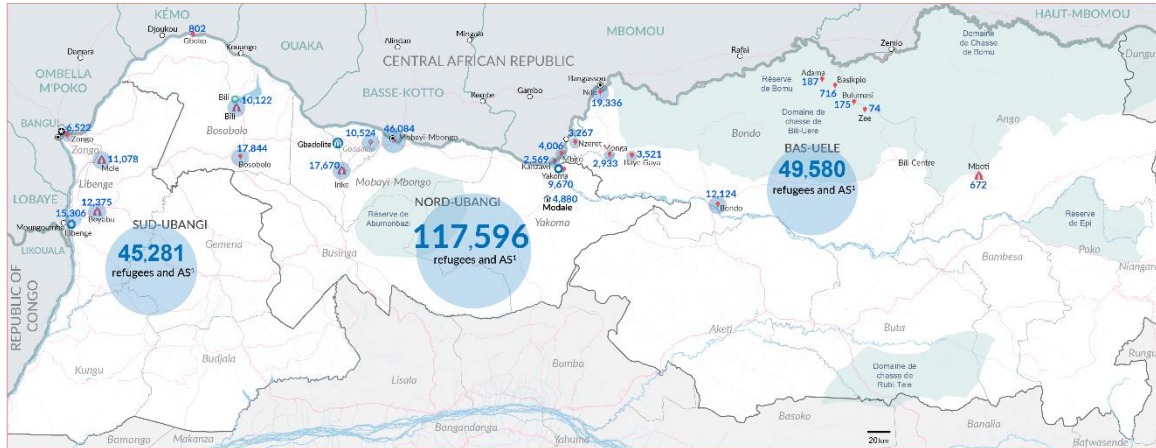 KÉMO
802
Djoukou
Gboko
Kouango
OUAKA
Damara
Alindao
Mingala
MBOMOU
HAUT-MBOMOU
Rafai
Zemio
Domaine
de Chasse
de Bomu
Dungu
OMBELLA
M'POKO
CENTRAL AFRICAN REPUBLIC
Bangassou
Ndu
19,336
Réserve
de Bomu
Adama
187
Basikpio
716
Bulumasi
175
74
Zee
Bili
10,122
Bili
Bosobolo
BASSE-KOTTO
Kembe
Gambo
BANGUI
6,522
Zongo
Zongo
Gbadolite
10,524
46,084
Mobayi-Mbongo
3,267
Nzeret
Domaine de
chasse de
Bili-Uere
Ango
Bondo
11,078
Mole
17,844
Bosobolo
17,670
Inke
4,006
Mbito
2,569
Kanzawi
Monga
2,933
3,521
BAS-UELE
49,580
refugees and AS¹
Bili Centre
Mboti
672
Libenge
Mobayi Mbongo
Yakoma
9,670
LOBAYE
12,375
Boyabu
15,306
Moungoumba
Libenge
4,880
Modale
12,124
Bondo
LIKOUALA
SUD-UBANGI
45,281
refugees and AS¹
Gemena
NORD-UBANGI
117,596
refugees and AS¹
Réserve de
Abumonbazi
Yakoma
Réserve
de Epi
Poko
Businga
Bambesa
Niangara
REPUBLIC OF
CONGO
Aketi
Buta
Budjala
Kungu
Bumba
Domaine de
chasse de
Rubi-Tele
Rungu
Lisala
Basoko
Banalia
Bomongo
Makanza
Bongandanga
Yahuma
20km
Bafwasende